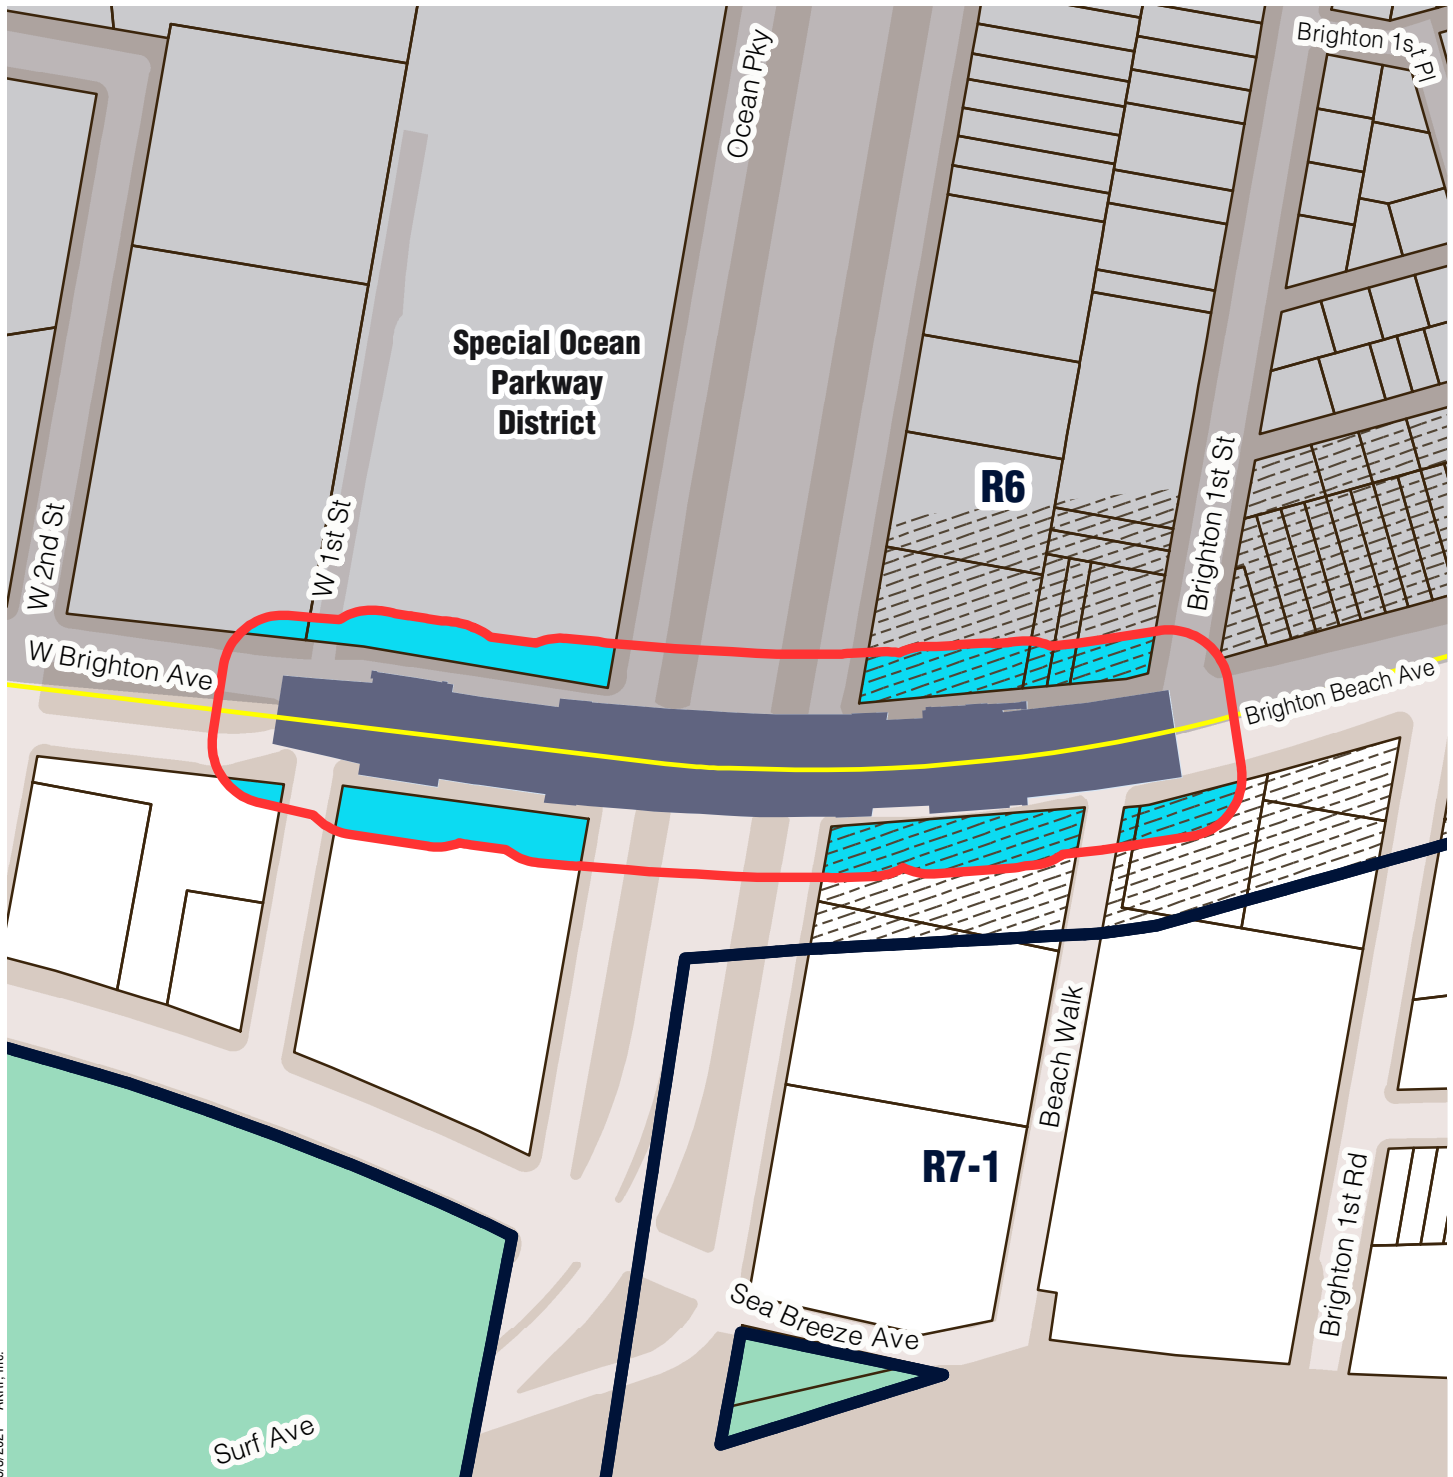 Brighton 1st Pl
Ocean Pky
Special Ocean
Parkway
District
R6
Brighton 1st St
W 2nd St
W 1st St
W Brighton Ave
Brighton Beach Ave
Beach Walk
R7-1
Brighton 1st Rd
Sea Breeze Ave
Surf Ave